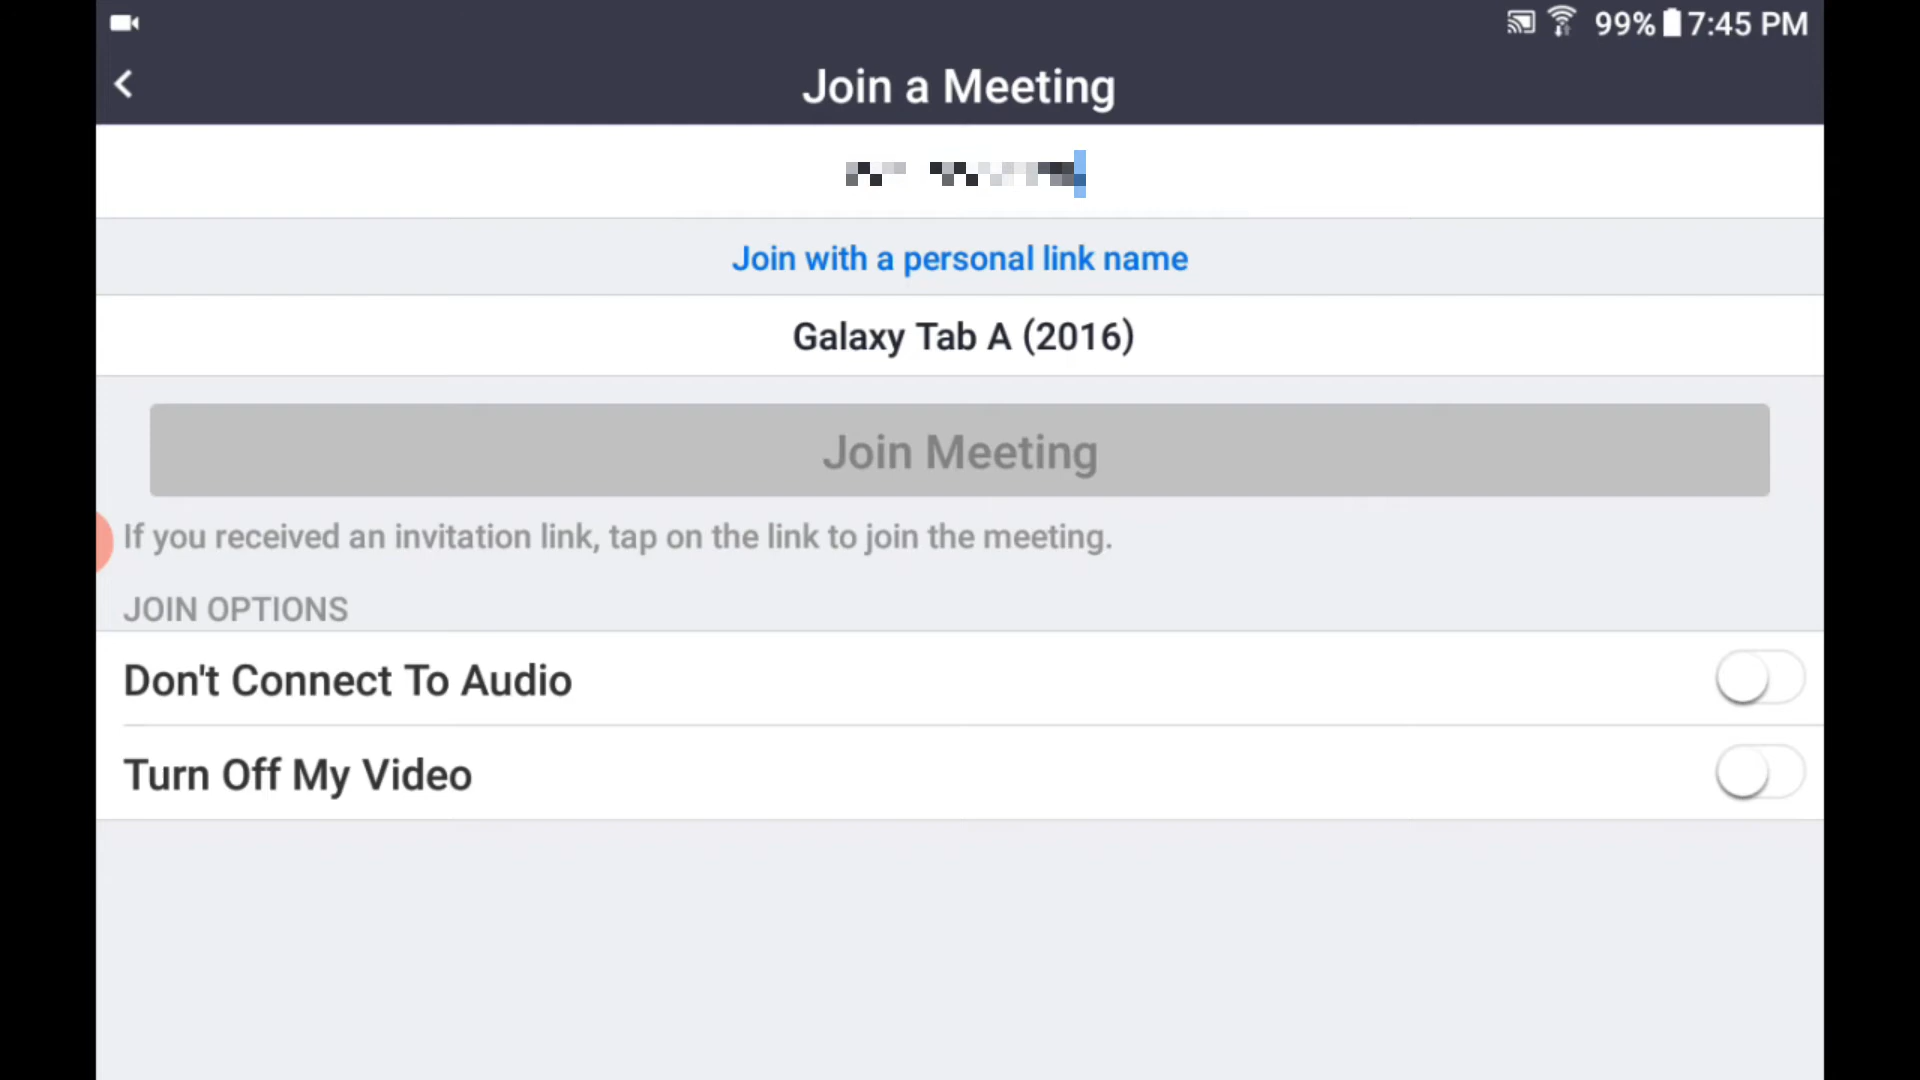 99% 7:45 PM
Join a Meeting
Join with a personal link name
Galaxy Tab A (2016)
Join Meeting
If you received an invitation link, tap on the link to join the meeting.
JOIN OPTIONS
Don't Connect To Audio
Turn Off My Video